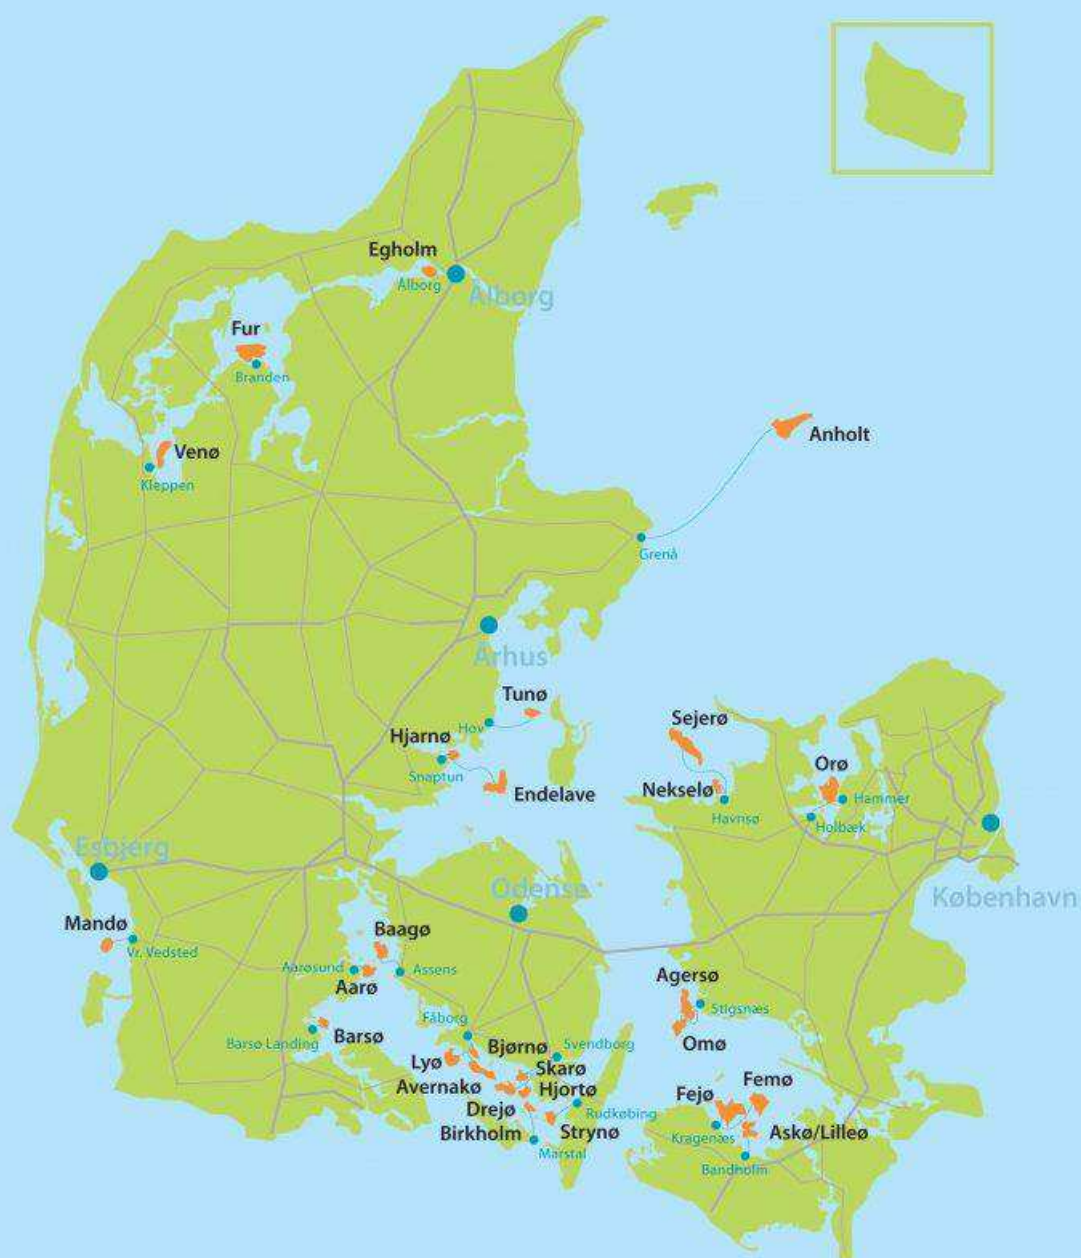 Egholm
Ålborg
Ålborg
Fur
Branden
Venø
Kleppen
Anholt
Grenå
Århus
Tunø
Hov
Hjarnø
Snaptun
Endelave
Sejerø
Nekselø
Havnsø
Orø
Hammer
Holbæk
Esbjerg
Odense
København
Mandø
Vr. Vedsted
Baagø
Aarøsund
Assens
Aarø
Barsø
Barsø Landing
Agersø
Stigsnæs
Omø
Fåborg
Bjørnø
Svendborg
Lyø
Skarø
Avernakø
Hjortø
Drejø
Rudkøbing
Birkholm
Strynø
Marstal
Femø
Fejø
Kragenæs
Askø/Lilleø
Bandholm